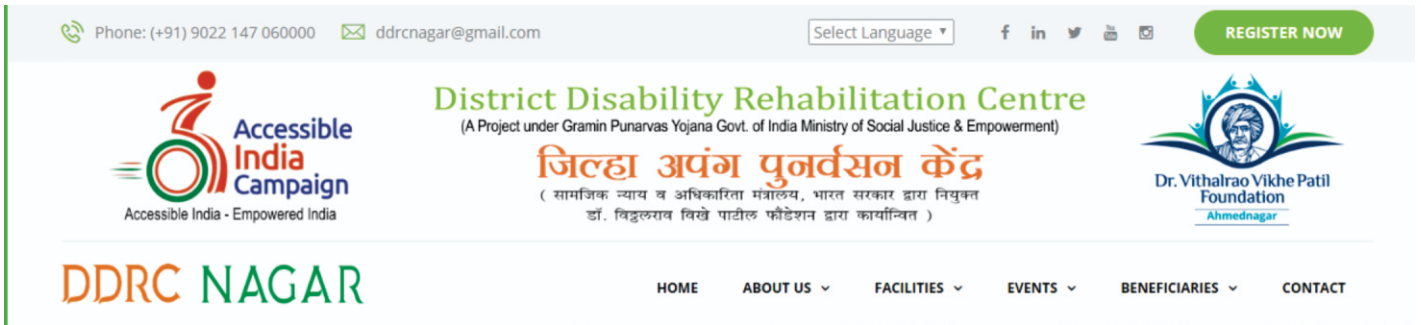 Phone: (+91) 9022 147 060000
ddrcnagar@gmail.com
Select Language
REGISTER NOW
Accessible
India
Campaign
Accessible India - Empowered India
District Disability Rehabilitation Centre
(A Project under Gramin Punarvas Yojana Govt. of India Ministry of Social Justice & Empowerment)
जिल्हा अपंग पुनर्वसन केंद्र
( सामजिक न्याय व अधिकारिता मंत्रालय, भारत सरकार द्वारा नियुक्त
डॉ. विठ्ठलराव विखे पाटील फौंडेशन द्वारा कार्यान्वित )
Dr. Vithalrao Vikhe Patil
Foundation
Ahmednagar
DDRC NAGAR
HOME ABOUT US FACILITIES EVENTS BENEFICIARIES CONTACT